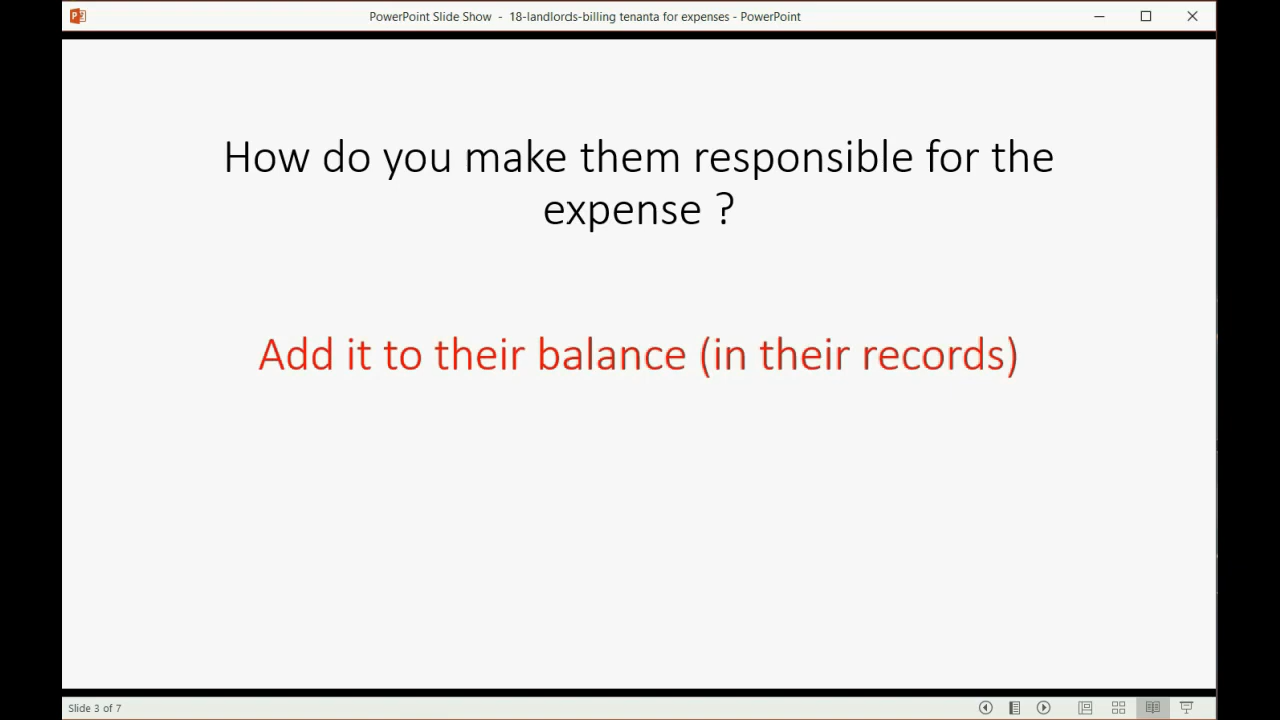 PowerPoint Slide Show - 18-landlords-billing tenanta for expenses - PowerPoint
How do you make them responsible for the
expense ?
Add it to their balance (in their records)
Slide 3 of 7